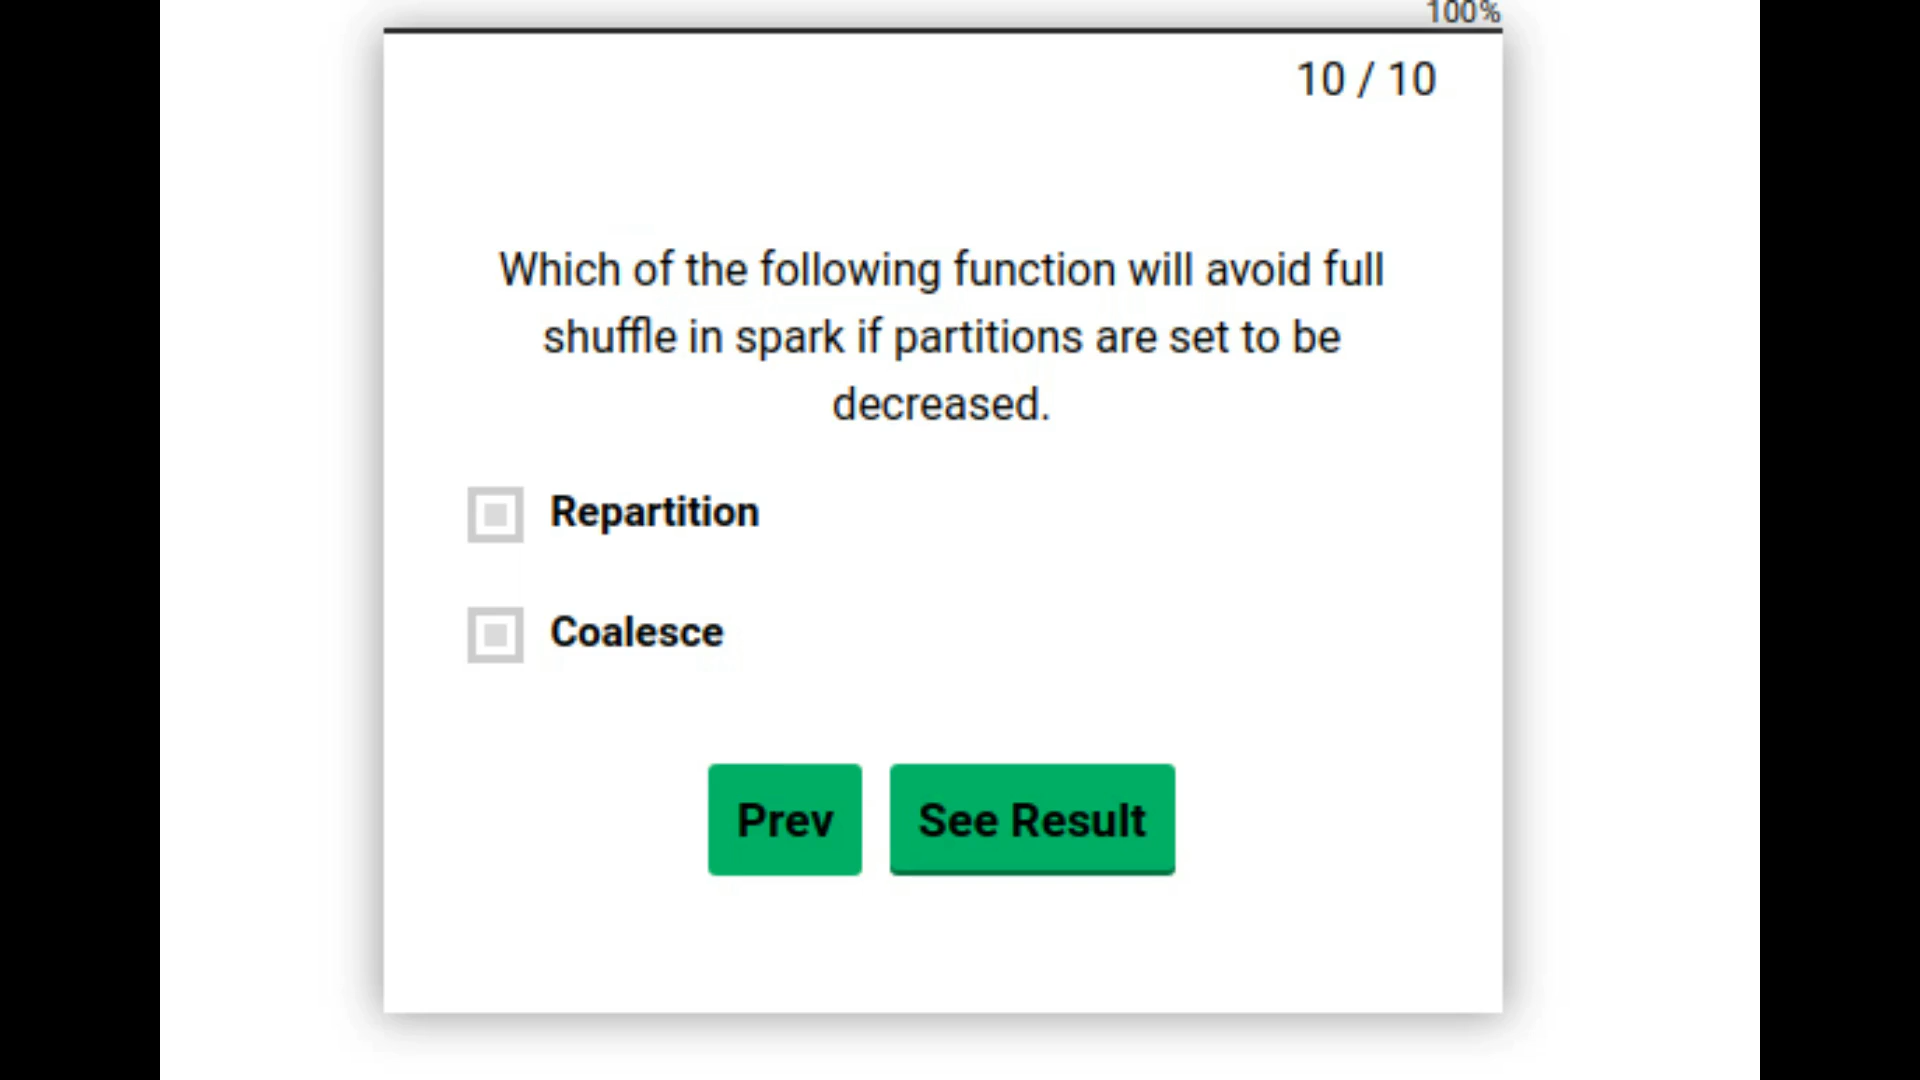 100%
10 / 10
Which of the following function will avoid full
shuffle in spark if partitions are set to be
decreased.
Repartition
Coalesce
Prev See Result